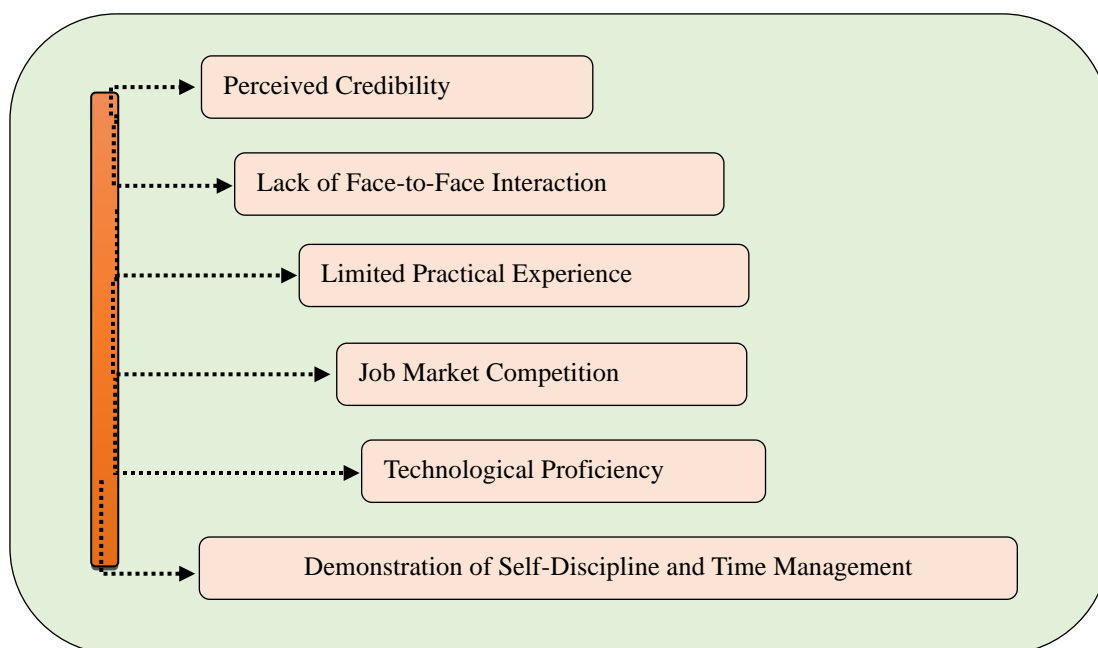 Perceived Credibility
Lack of Face-to-Face Interaction
Limited Practical Experience
Job Market Competition
Technological Proficiency
Demonstration of Self-Discipline and Time Management